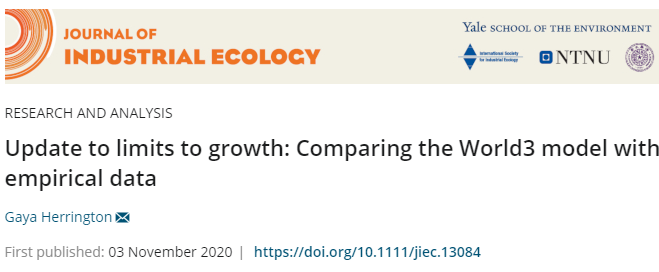 JOURNAL OF
INDUSTRIAL ECOLOGY
Yale SCHOOL OF THE ENVIRONMENT
International Society
for Industrial Ecology
NTNU
RESEARCH AND ANALYSIS
Update to limits to growth: Comparing the World3 model with
empirical data
Gaya Herrington
First published: 03 November 2020 | https://doi.org/10.1111/jiec.13084